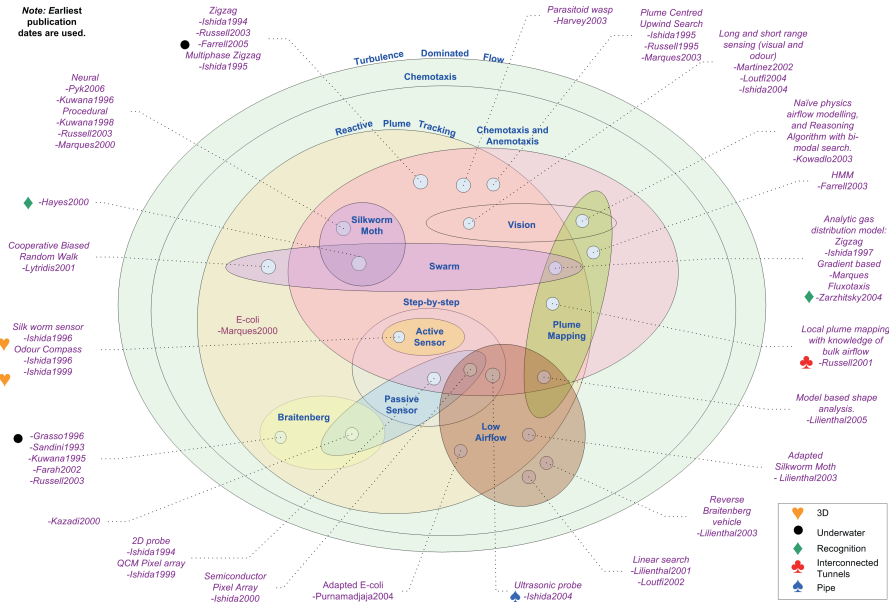 Note: Earliest
publication
dates are used.
Zigzag
-Ishida1994
-Russell2003
-Farrell2005
Multiphase Zigzag
-Ishida1995
Parasitoid wasp
-Harvey2003
Plume Centred
Upwind Search
-Ishida1995
-Russell1995
-Marques2003
Long and short range
sensing (visual and
odour)
-Martinez2002
-Loutfi2004
-Ishida2004
Neural
-Pyk2006
-Kuwana1996
Procedural
-Kuwana1998
-Russell2003
-Marques2000
Naïve physics
airflow modelling,
and Reasoning
Algorithm with bi-
modal search.
-Kowadlo2003
HMM
-Farrell2003
-Hayes2000
Analytic gas
distribution model:
Zigzag
-Ishida1997
Gradient based
-Marques
Fluxotaxis
-Zarzhitsky2004
Cooperative Biased
Random Walk
-Lytridis2001
Silk worm sensor
-Ishida1996
Odour Compass
-Ishida1996
-Ishida1999
Local plume mapping
with knowledge of
bulk airflow
-Russell2001
Model based shape
analysis.
-Lilienthal2005
-Grasso1996
-Sandini1993
-Kuwana1995
-Farah2002
-Russell2003
Adapted
Silkworm Moth
- Lilienthal2003
-Kazadi2000
Reverse
Braitenberg
vehicle
-Lilienthal2003
2D probe
-Ishida1994
QCM Pixel array
-Ishida1999
Semiconductor
Pixel Array
-Ishida2000
Adapted E-coli
-Purnamadjaja2004
Ultrasonic probe
-Ishida2004
Linear search
-Lilienthal2001
-Loutfi2002
Turbulence Dominated Flow
Chemotaxis
Reactive Plume Tracking
Chemotaxis and
Anemotaxis
Silkworm
Moth
Vision
Swarm
Step-by-step
E-coli
-Marques2000
Active
Sensor
Plume
Mapping
Passive
Sensor
Braitenberg
Low
Airflow
3D
Underwater
Recognition
Interconnected
Tunnels
Pipe